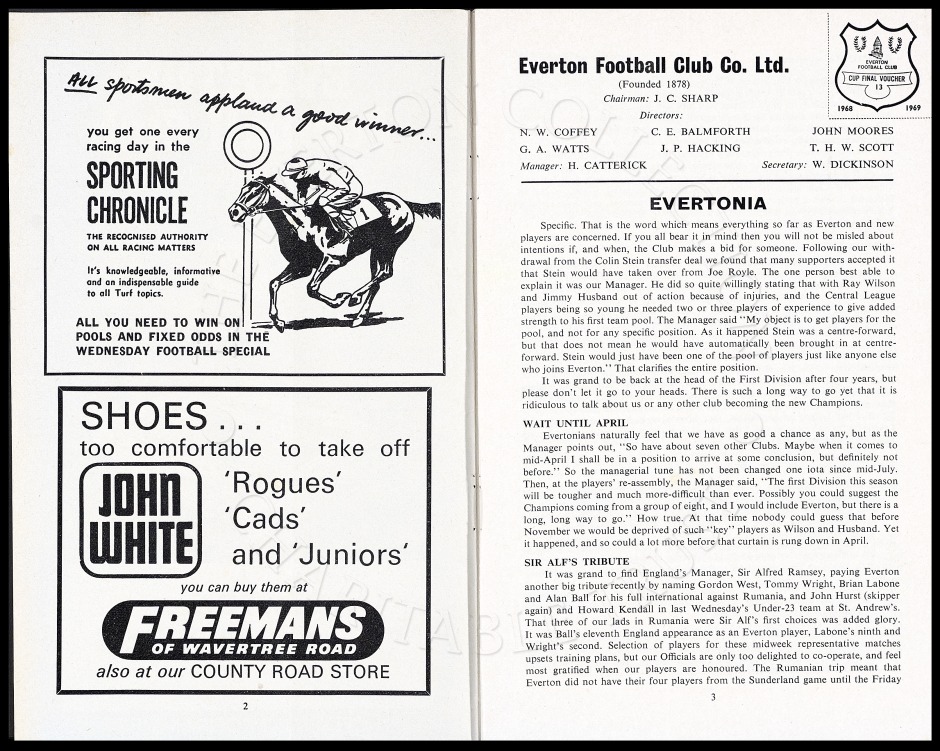 All sportsmen applaud a good winner...
you get one every
racing day in the
SPORTING
CHRONICLE
THE RECOGNISED AUTHORITY
ON ALL RACING MATTERS
It's knowledgeable, informative
and an indispensable guide
to all Turf topics.
1
ALL YOU NEED TO WIN ON
POOLS AND FIXED ODDS IN THE
WEDNESDAY FOOTBALL SPECIAL
SHOES...
too comfortable to take off
JOHN
WHITE
'Rogues'
'Cads'
and 'Juniors'
you can buy them at
FREEMANS
OF WAVERTREE ROAD
also at our COUNTY ROAD STORE
2
EVERTON
FOOTBALL CLUB
CUP FINAL VOUCHER
13
1968 1969
Everton Football Club Co. Ltd.
(Founded 1878)
Chairman: J. C. SHARP
Directors:
N. W. COFFEY C. E. BALMFORTH JOHN MOORES
G. A. WATTS J. P. HACKING T. H. W. SCOTT
Manager: H. CATTERICK Secretary: W. DICKINSON
EVERTONIA
Specific. That is the word which means everything so far as Everton and new
players are concerned. If you all bear it in mind then you will not be misled about
intentions if, and when, the Club makes a bid for someone. Following our with-
drawal from the Colin Stein transfer deal we found that many supporters accepted it
that Stein would have taken over from Joe Royle. The one person best able to
explain it was our Manager. He did so quite willingly stating that with Ray Wilson
and Jimmy Husband out of action because of injuries, and the Central League
players being so young he needed two or three players of experience to give added
strength to his first team pool. The Manager said "My object is to get players for the
pool, and not for any specific position. As it happened Stein was a centre-forward,
but that does not mean he would have automatically been brought in at centre-
forward. Stein would just have been one of the pool of players just like anyone else
who joins Everton." That clarifies the entire position.
It was grand to be back at the head of the First Division after four years, but
please don't let it go to your heads. There is such a long way to go yet that it is
ridiculous to talk about us or any other club becoming the new Champions.
WAIT UNTIL APRIL
Evertonians naturally feel that we have as good a chance as any, but as the
Manager points out, "So have about seven other Clubs. Maybe when it comes to
mid-April I shall be in a position to arrive at some conclusion, but definitely not
before." So the managerial tune has not been changed one iota since mid-July.
Then, at the players' re-assembly, the Manager said, "The first Division this season
will be tougher and much more-difficult than ever. Possibly you could suggest the
Champions coming from a group of eight, and I would include Everton, but there is a
long, long way to go." How true. At that time nobody could guess that before
November we would be deprived of such "key" players as Wilson and Husband. Yet
it happened, and so could a lot more before that curtain is rung down in April.
SIR ALF'S TRIBUTE
It was grand to find England's Manager, Sir Alfred Ramsey, paying Everton
another big tribute recently by naming Gordon West, Tommy Wright, Brian Labone
and Alan Ball for his full international against Rumania, and John Hurst (skipper
again) and Howard Kendall in last Wednesday's Under-23 team at St. Andrew's.
That three of our lads in Rumania were Sir Alf's first choices was added glory.
It was Ball's eleventh England appearance as an Everton player, Labone's ninth and
Wright's second. Selection of players for these midweek representative matches
upsets training plans, but our Officials are only too delighted to co-operate, and feel
most gratified when our players are honoured. The Rumanian trip meant that
Everton did not have their four players from the Sunderland game until the Friday
3